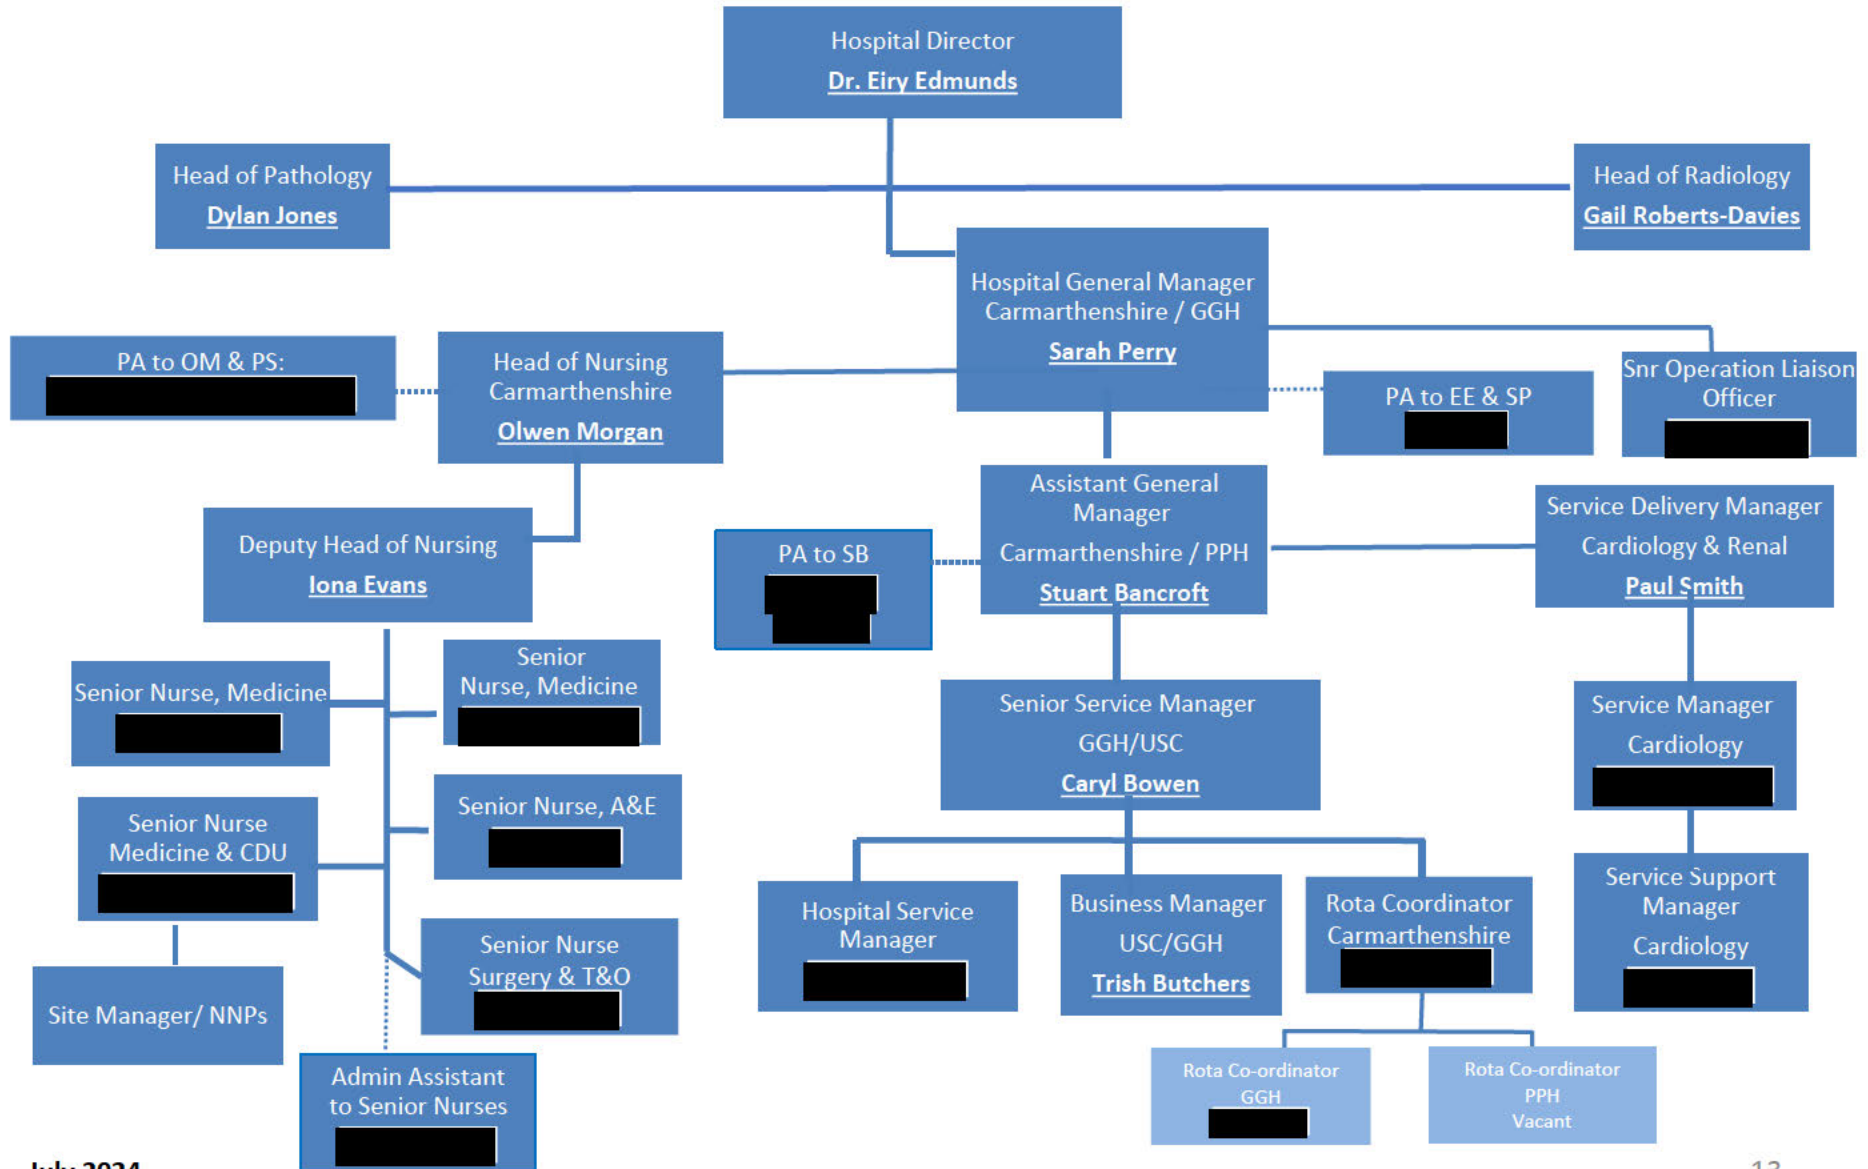 Hospital Director
Dr. Eiry Edmunds
Head of Pathology
Dylan Jones
Head of Radiology
Gail Roberts-Davies
Hospital General Manager
Carmarthenshire / GGH
Sarah Perry
PA to OM & PS:
Head of Nursing
Carmarthenshire
Olwen Morgan
PA to EE & SP
Snr Operation Liaison
Officer
Deputy Head of Nursing
Iona Evans
PA to SB
Assistant General
Manager
Carmarthenshire / PPH
Stuart Bancroft
Service Delivery Manager
Cardiology & Renal
Paul Smith
Senior Nurse, Medicine
Senior
Nurse, Medicine
Senior Service Manager
GGH/USC
Caryl Bowen
Service Manager
Cardiology
Senior Nurse
Medicine & CDU
Senior Nurse, A&E
Hospital Service
Manager
Business Manager
USC/GGH
Trish Butchers
Rota Coordinator
Carmarthenshire
Service Support
Manager
Cardiology
Senior Nurse
Surgery & T&O
Site Manager/ NNPs
Admin Assistant
to Senior Nurses
Rota Co-ordinator
GGH
Rota Co-ordinator
PPH
Vacant
July 2024
13